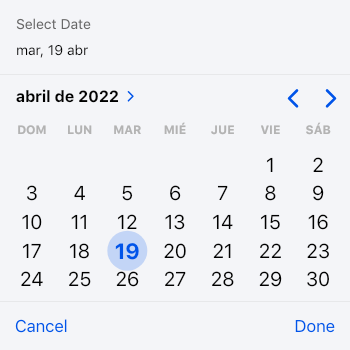 Select Date
mar, 19 abr
abril de 2022
DOM LUN MAR MIÉ JUE VIE SÁB
1 2
3 4 5 6 7 8 9
10 11 12 13 14 15 16
17 18 19 20 21 22 23
24 25 26 27 28 29 30
Cancel Done